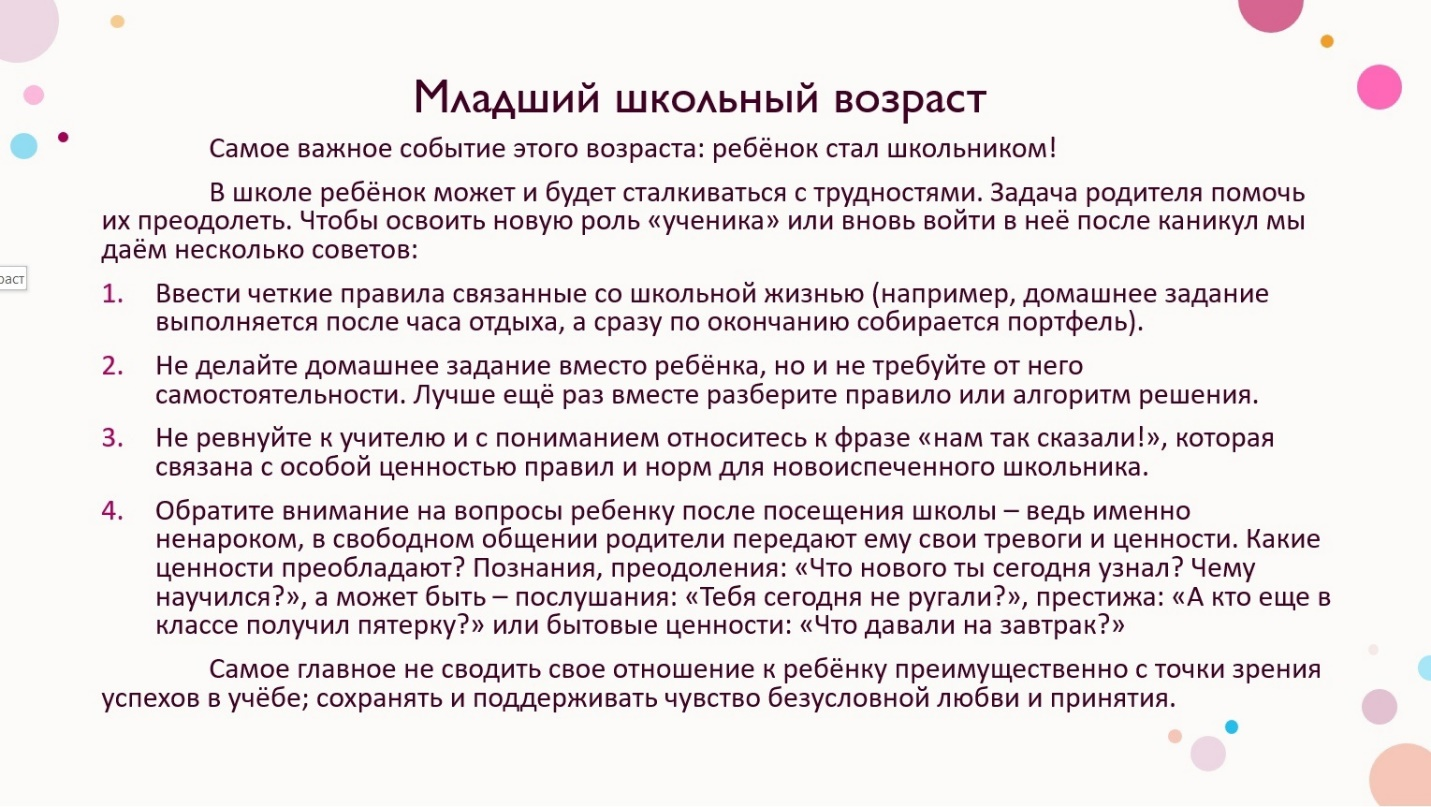 Младший школьный возраст
Самое важное событие этого возраста: ребёнок стал школьником!
В школе ребёнок может и будет сталкиваться с трудностями. Задача родителя помочь
их преодолеть. Чтобы освоить новую роль «ученика» или вновь войти в неё после каникул мы
даём несколько советов:
раст
1. Ввести четкие правила связанные со школьной жизнью (например, домашнее задание
выполняется после часа отдыха, а сразу по окончанию собирается портфель).
2. Не делайте домашнее задание вместо ребёнка, но и не требуйте от него
самостоятельности. Лучше ещё раз вместе разберите правило или алгоритм решения.
3. Не ревнуйте к учителю и с пониманием относитесь к фразе «нам так сказали!», которая
связана с особой ценностью правил и норм для новоиспеченного школьника.
4. Обратите внимание на вопросы ребенку после посещения школы – ведь именно
ненароком, в свободном общении родители передают ему свои тревоги и ценности. Какие
ценности преобладают? Познания, преодоления: «Что нового ты сегодня узнал? Чему
научился?», а может быть – послушания: «Тебя сегодня не ругали?», престижа: «А кто еще в
классе получил пятерку?» или бытовые ценности: «Что давали на завтрак?»
Самое главное не сводить свое отношение к ребёнку преимущественно с точки зрения
успехов в учёбе; сохранять и поддерживать чувство безусловной любви и принятия.